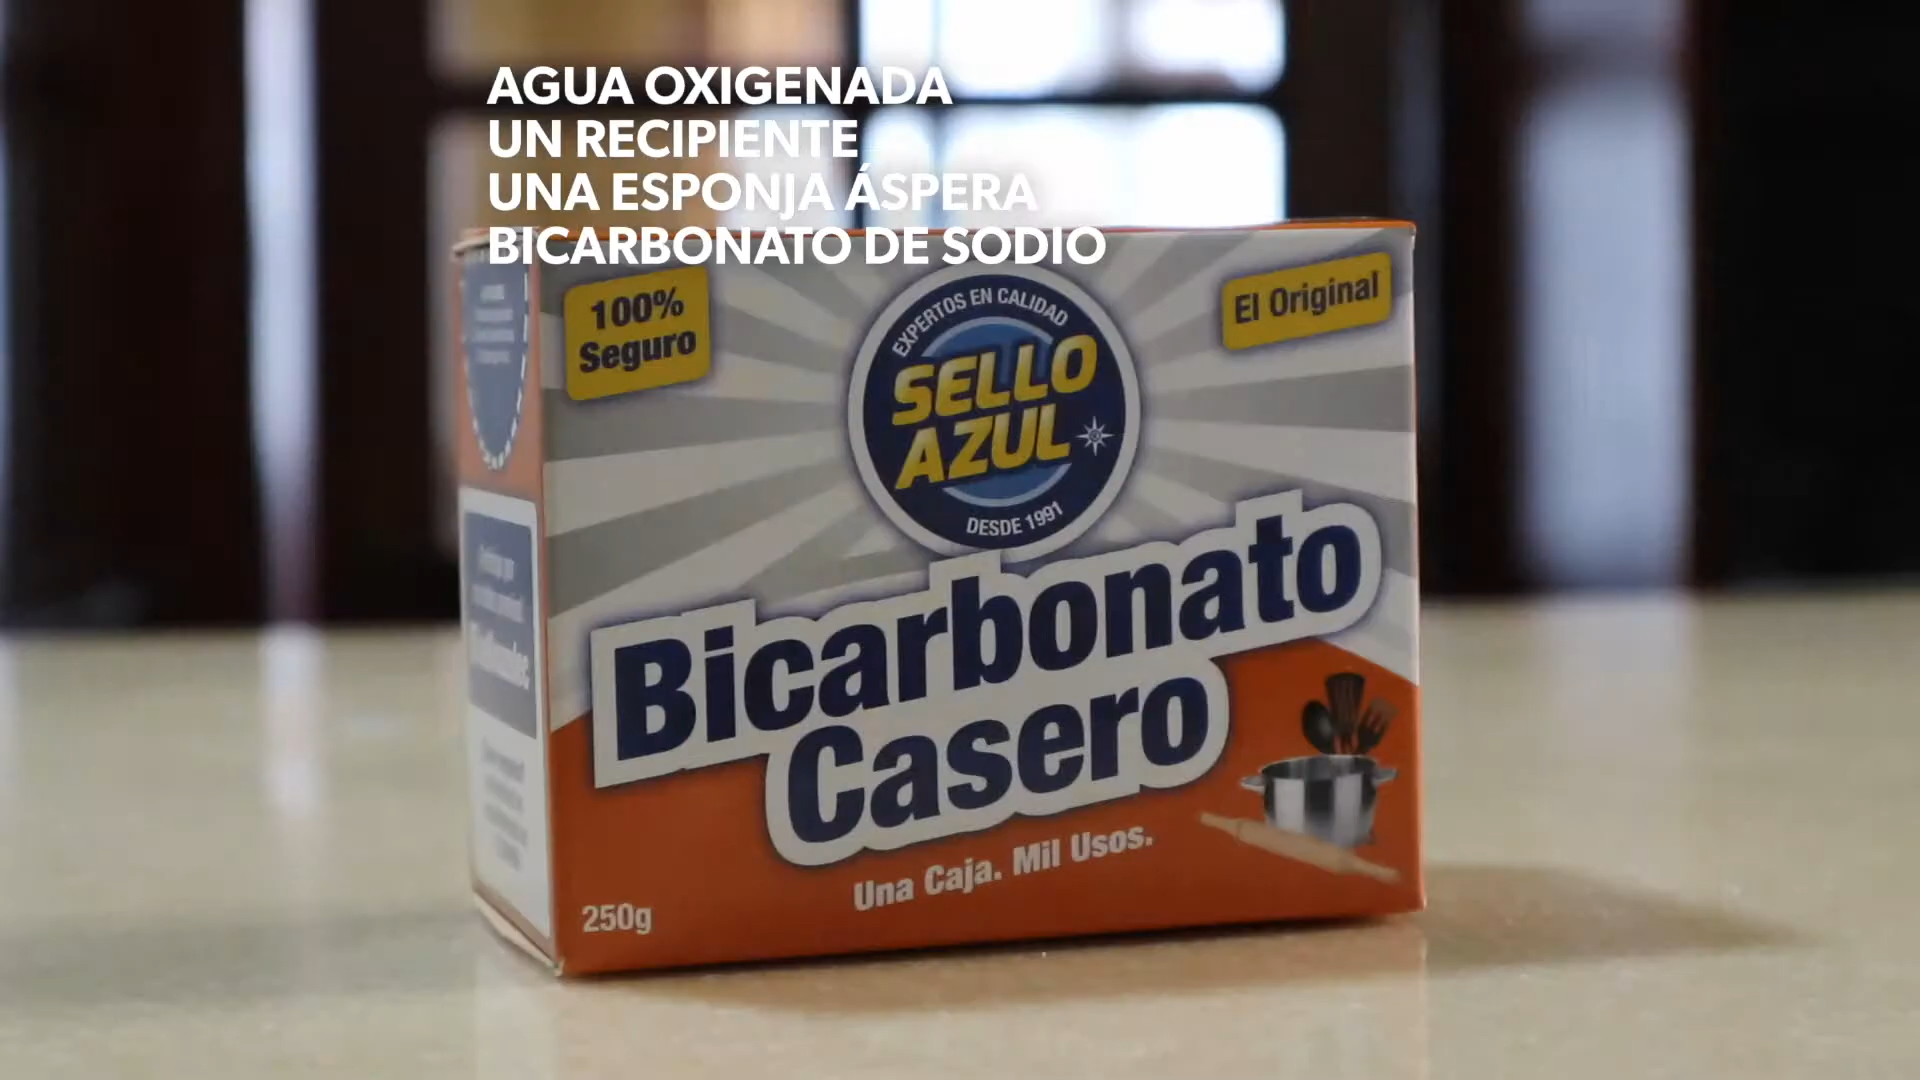 AGUA OXIGENADA
UN RECIPIENTE
UNA ESPONJA ÁSPERA
BICARBONATO DE SODIO
100%
Seguro
EXPERTOS EN CALIDAD
SELLO
AZUL
DESDE 1991
El Original
Bicarbonato
Casero
Una Caja. Mil Usos.
250g